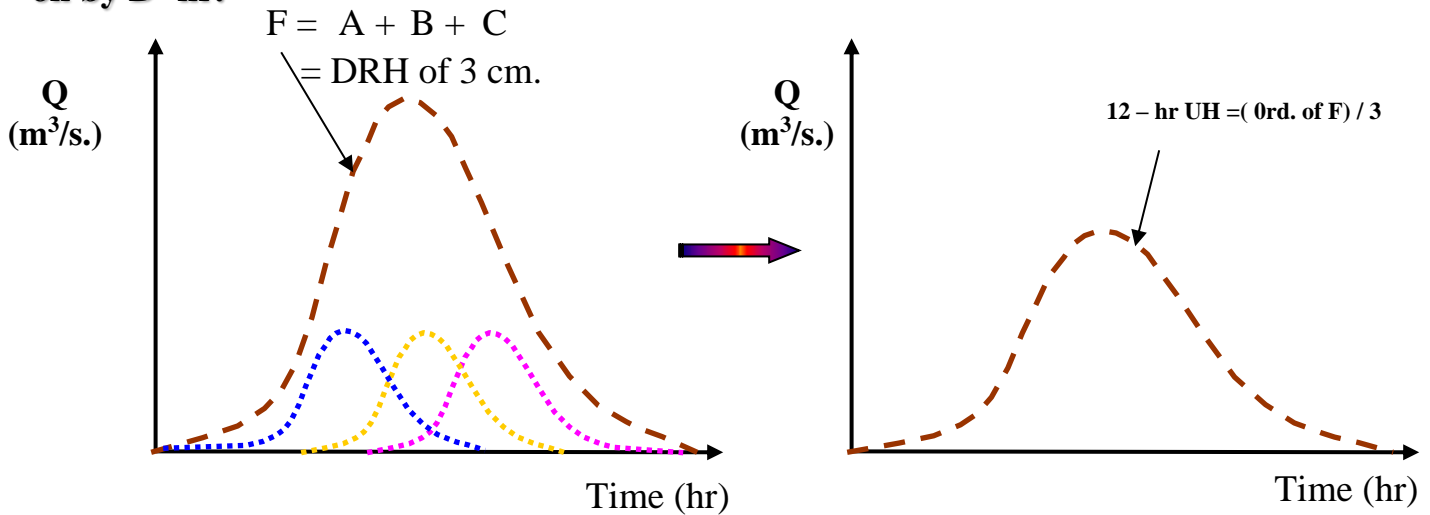 F = A + B + C
= DRH of 3 cm.
Q
(m³/s.)
Time (hr)
Q
(m³/s.)
12 – hr UH =( 0rd. of F) / 3
Time (hr)